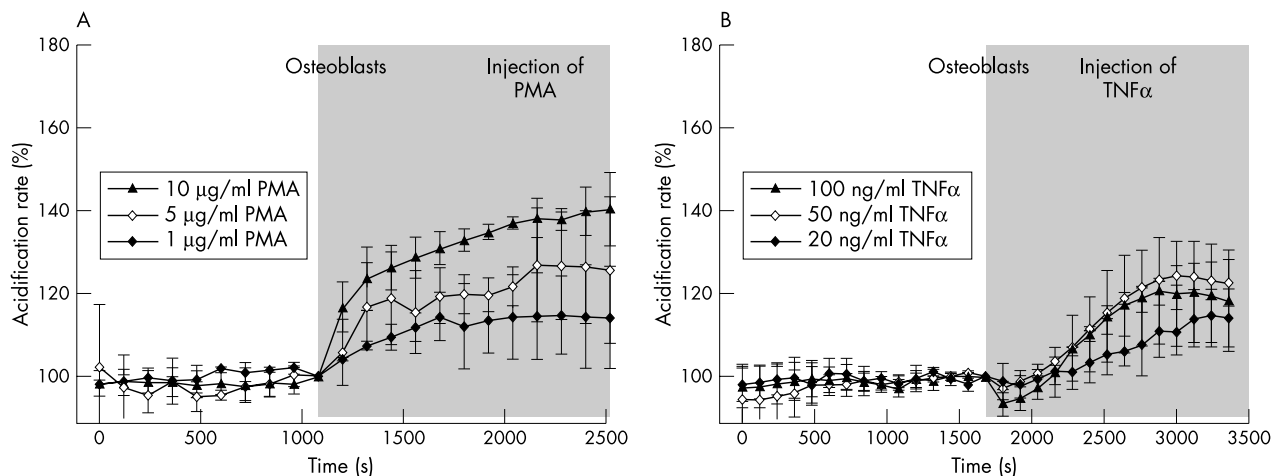 A
180
160
140
120
100
Acidification rate (%)
Osteoblasts
Injection of
PMA
10 μg/ml PMA
5 μg/ml PMA
1 μg/ml PMA
0 500 1000 1500 2000 2500
Time (s)
B
180
160
140
120
100
Acidification rate (%)
Osteoblasts
Injection of
TNFα
100 ng/ml TNFα
50 ng/ml TNFα
20 ng/ml TNFα
0 500 1000 1500 2000 2500 3000 3500
Time (s)